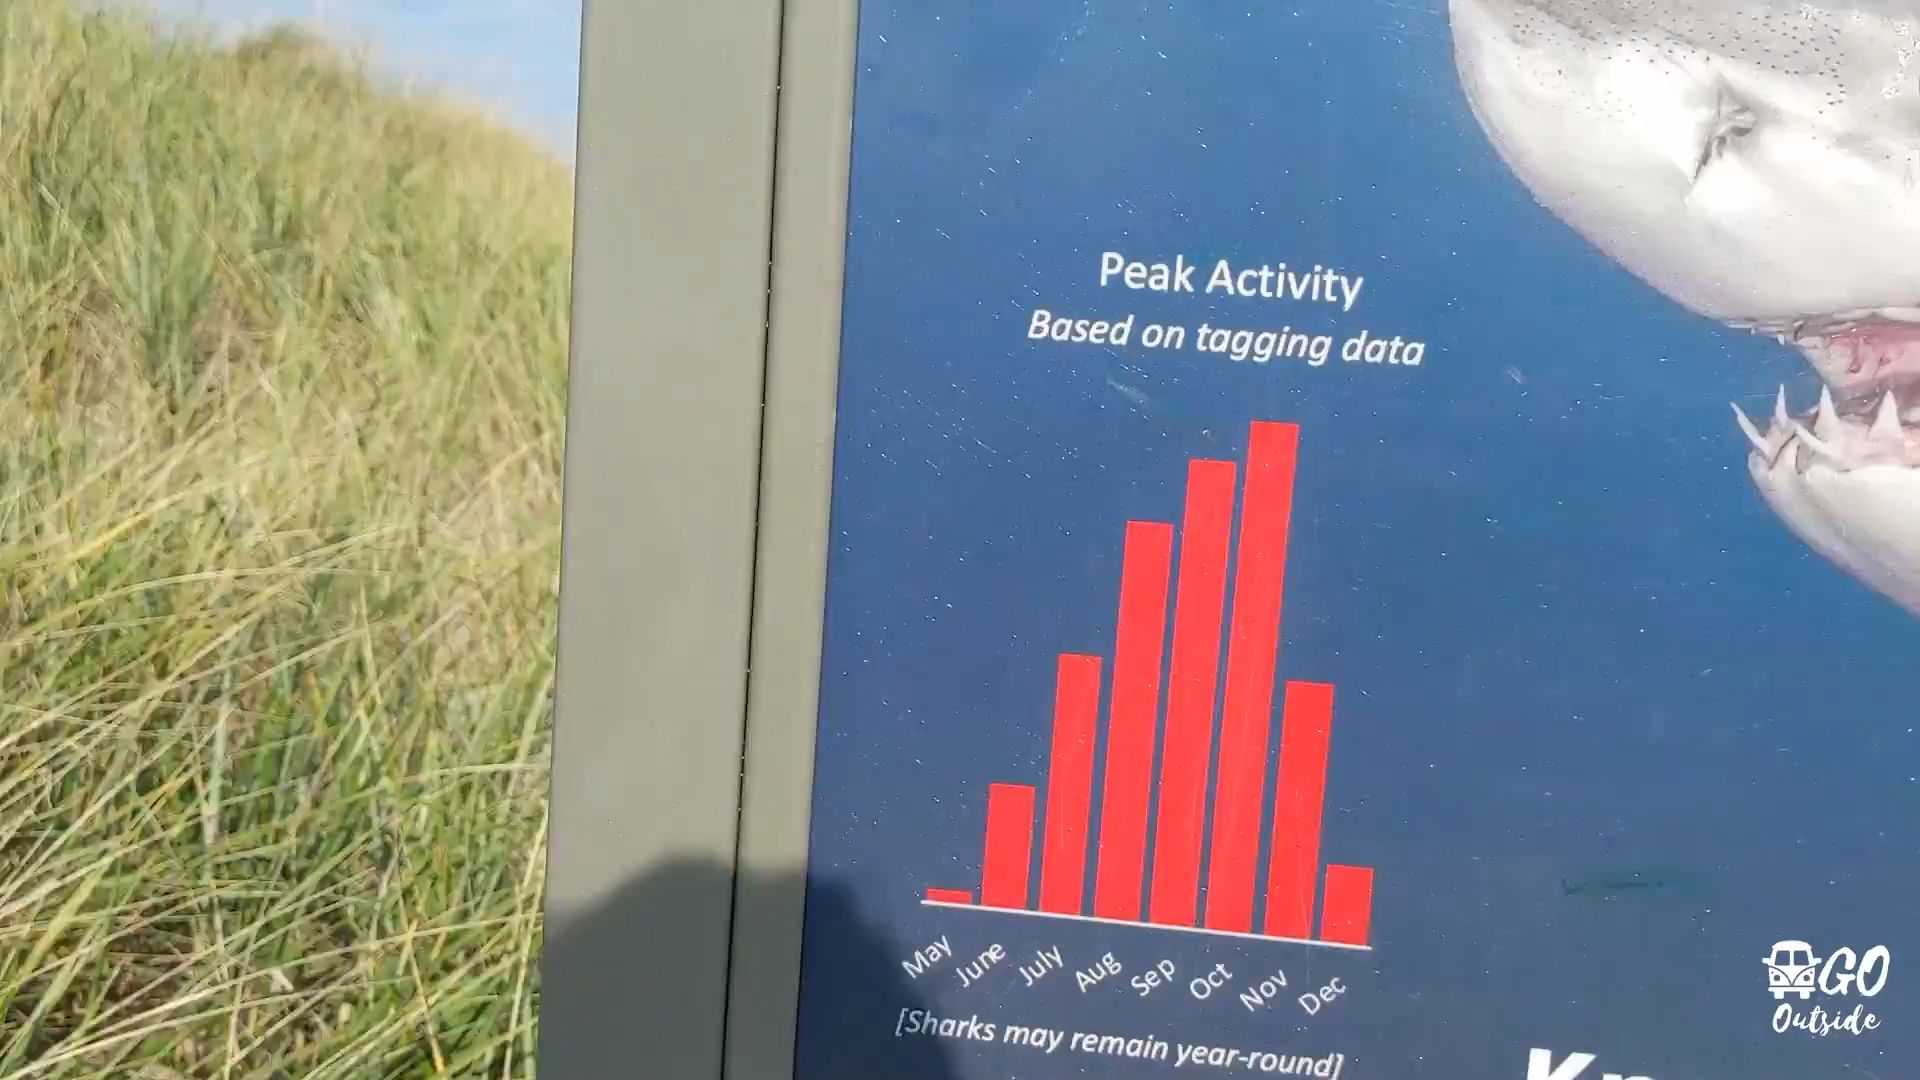 Peak Activity
Based on tagging data
May June July Aug Sep Oct Nov Dec
[Sharks may remain year-round]
GO
Outside